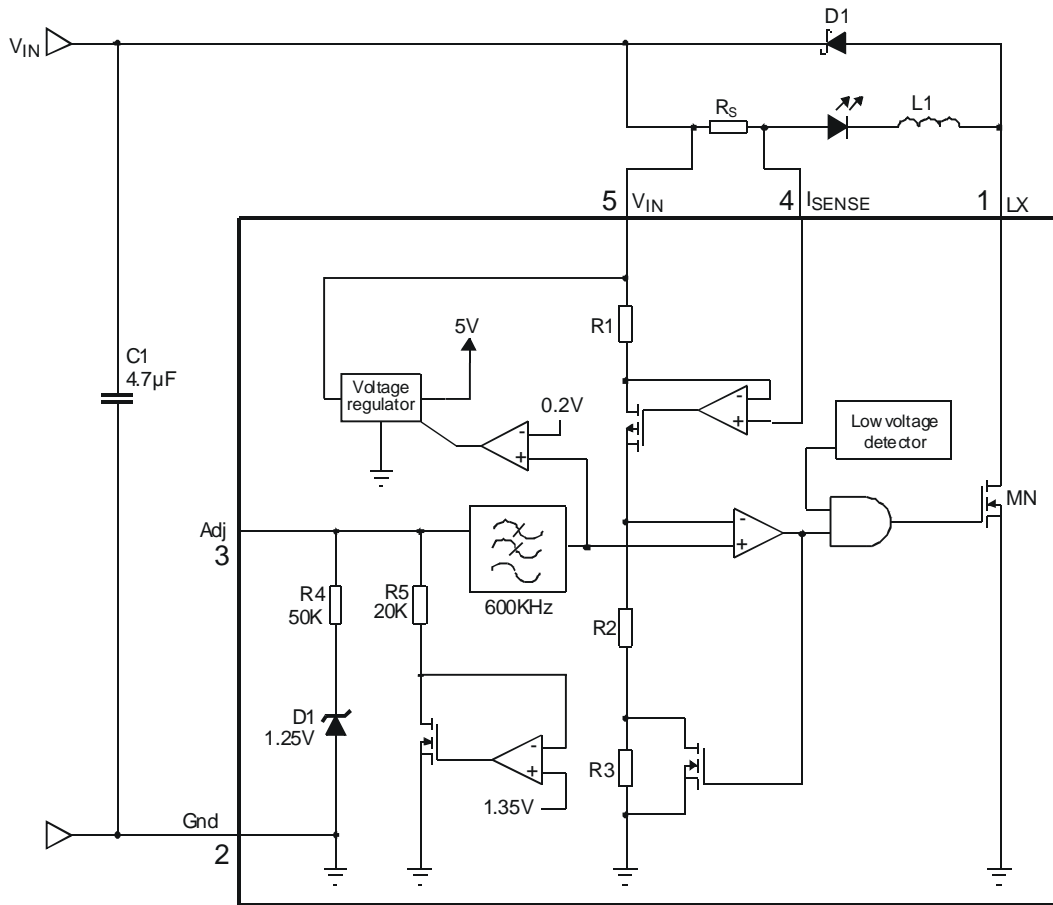 D1
VIN
RS
L1
5 VIN
4 ISENSE
1 LX
R1
5V
C1
4.7µF
Voltage
regulator
0.2V
-
+
-
+
Low voltage
detector
MN
Adj
3
-
+
R4
50K
R5
20K
600KHz
R2
D1
1.25V
-
+
R3
1.35V
Gnd
2